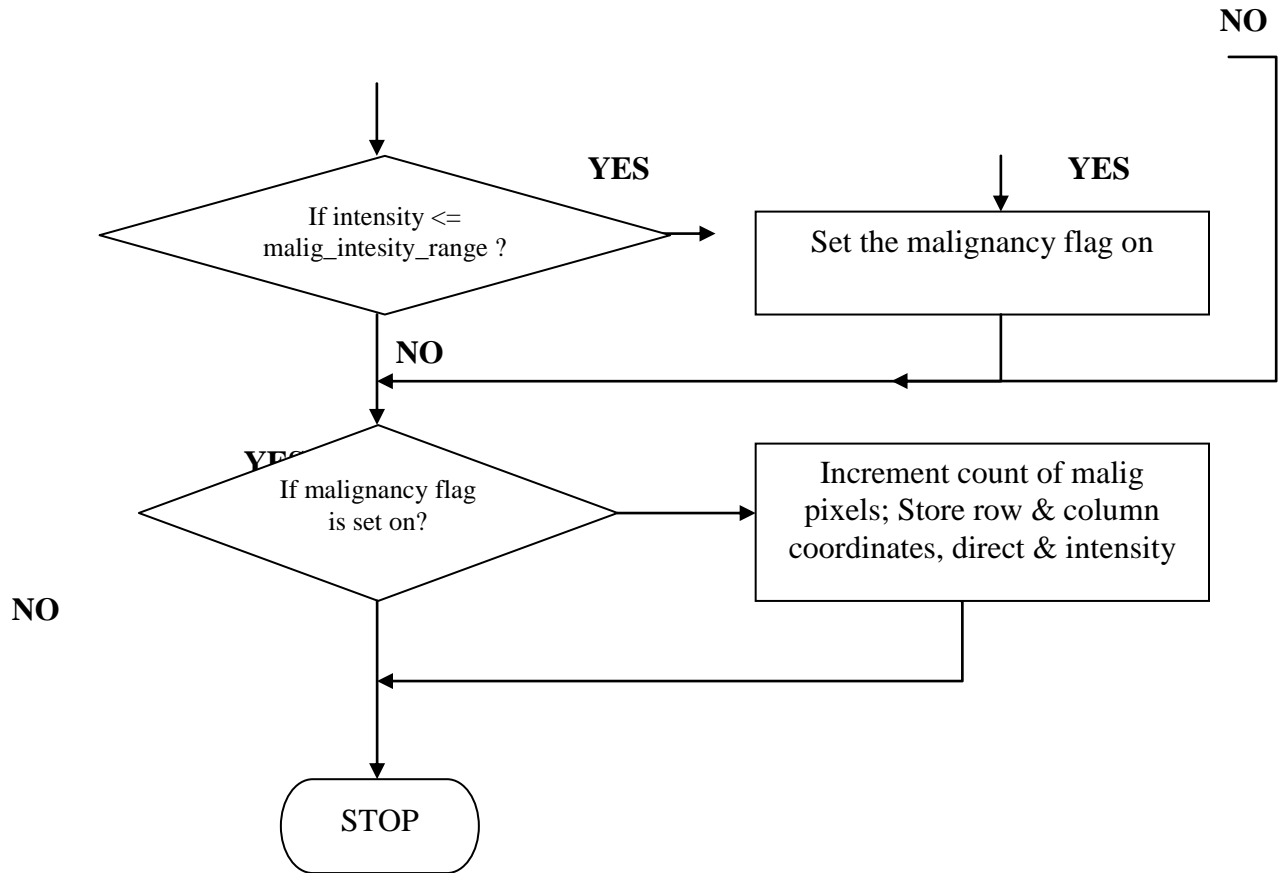 NO
YES
YES
If intensity <=
malig_intesity_range ?
Set the malignancy flag on
NO
YES
If malignancy flag
is set on?
Increment count of malig
pixels; Store row & column
coordinates, direct & intensity
NO
STOP